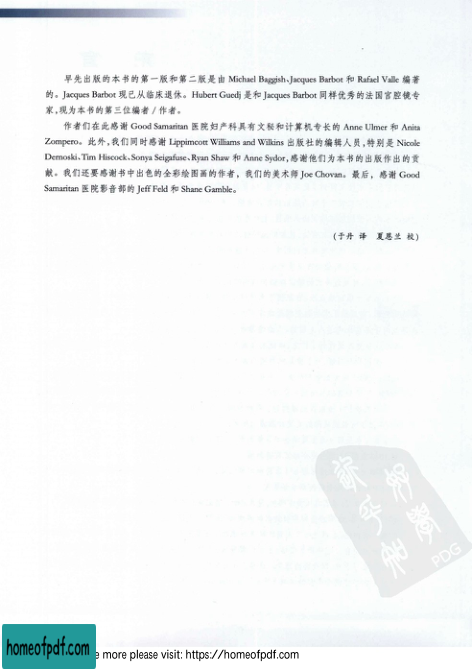 早先出版的本书的第一版和第二版是由 Michael Baggish、Jacques Barbot 和 Rafael Valle 编著
的。Jacques Barbot 现已从临床退休。Hubert Guedj 是和 Jacques Barbot 同样优秀的法国宫腔镜专
家,现为本书的第三位编者/作者。
作者们在此感谢 Good Samaritan 医院妇产科具有文秘和计算机专长的 Anne Ulmer 和 Anita
Zompero。此外,我们同时感谢 Lippimcott Williams and Wilkins 出版社的编辑人员,特别是 Nicole
Demoski、Tim Hiscock、Sonya Seigafuse、Ryan Shaw 和 Anne Sydor,感谢他们为本书的出版作出的贡
献。我们还要感谢书中出色的全彩绘图画的作者,我们的美术师 Joe Chovan。最后,感谢 Good
Samaritan 医院影音部的 Jeff Feld 和 Shane Gamble。
(于丹 译 夏恩兰 校)
PDG
homeofpdf.com
e more please visit: https://homeofpdf.com